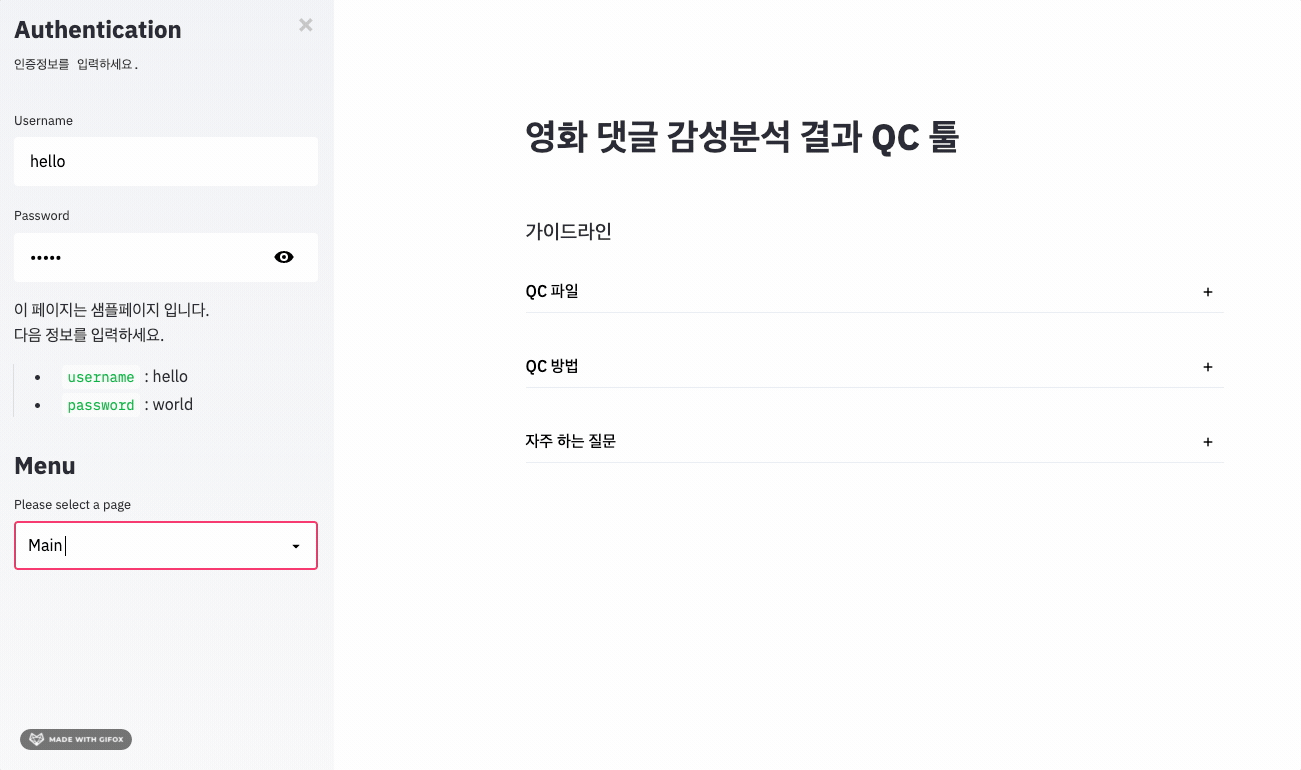 Authentication
인증정보를 입력하세요.
Username
hello
Password
•••••
이 페이지는 샘플페이지 입니다.
다음 정보를 입력하세요.
• username : hello
• password : world
Menu
Please select a page
Main
MADE WITH GIFOX
영화 댓글 감성분석 결과 QC 툴
가이드라인
QC 파일
QC 방법
자주 하는 질문